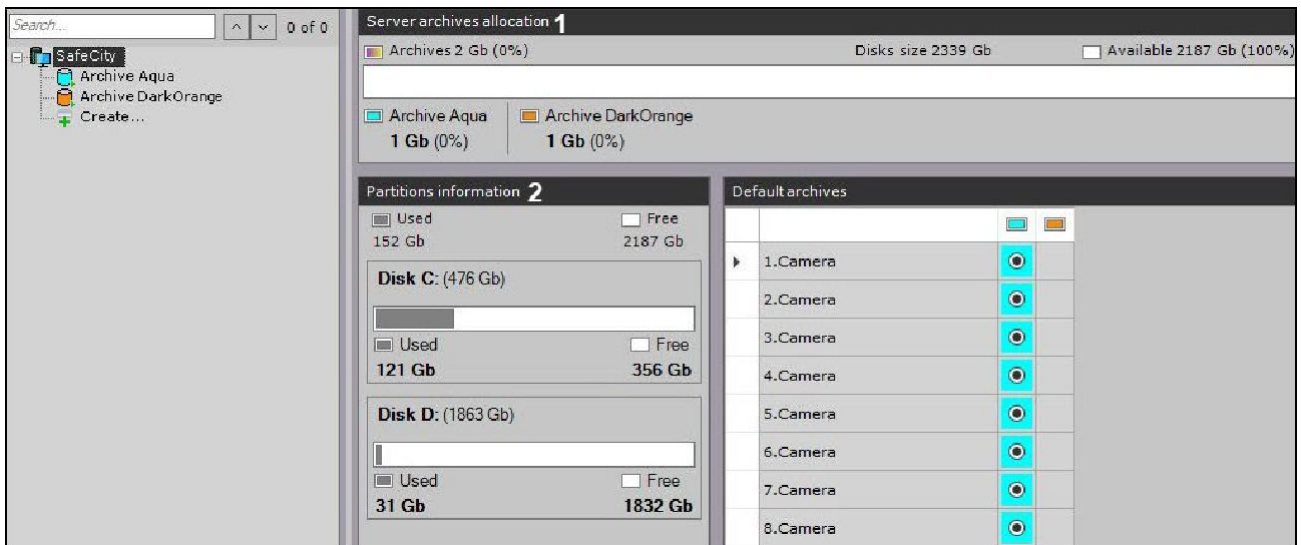 Search...
0 of 0
SafeCity
Archive Aqua
Archive DarkOrange
Create...
Server archives allocation 1
Archives 2 Gb (0%) Disks size 2339 Gb Available 2187 Gb (100%)
Archive Aqua Archive DarkOrange
1 Gb (0%) 1 Gb (0%)
Partitions information 2
Used Free
152 Gb 2187 Gb
Disk C: (476 Gb)
Used Free
121 Gb 356 Gb
Disk D: (1863 Gb)
Used Free
31 Gb 1832 Gb
Default archives
1.Camera
2.Camera
3.Camera
4.Camera
5.Camera
6.Camera
7.Camera
8.Camera